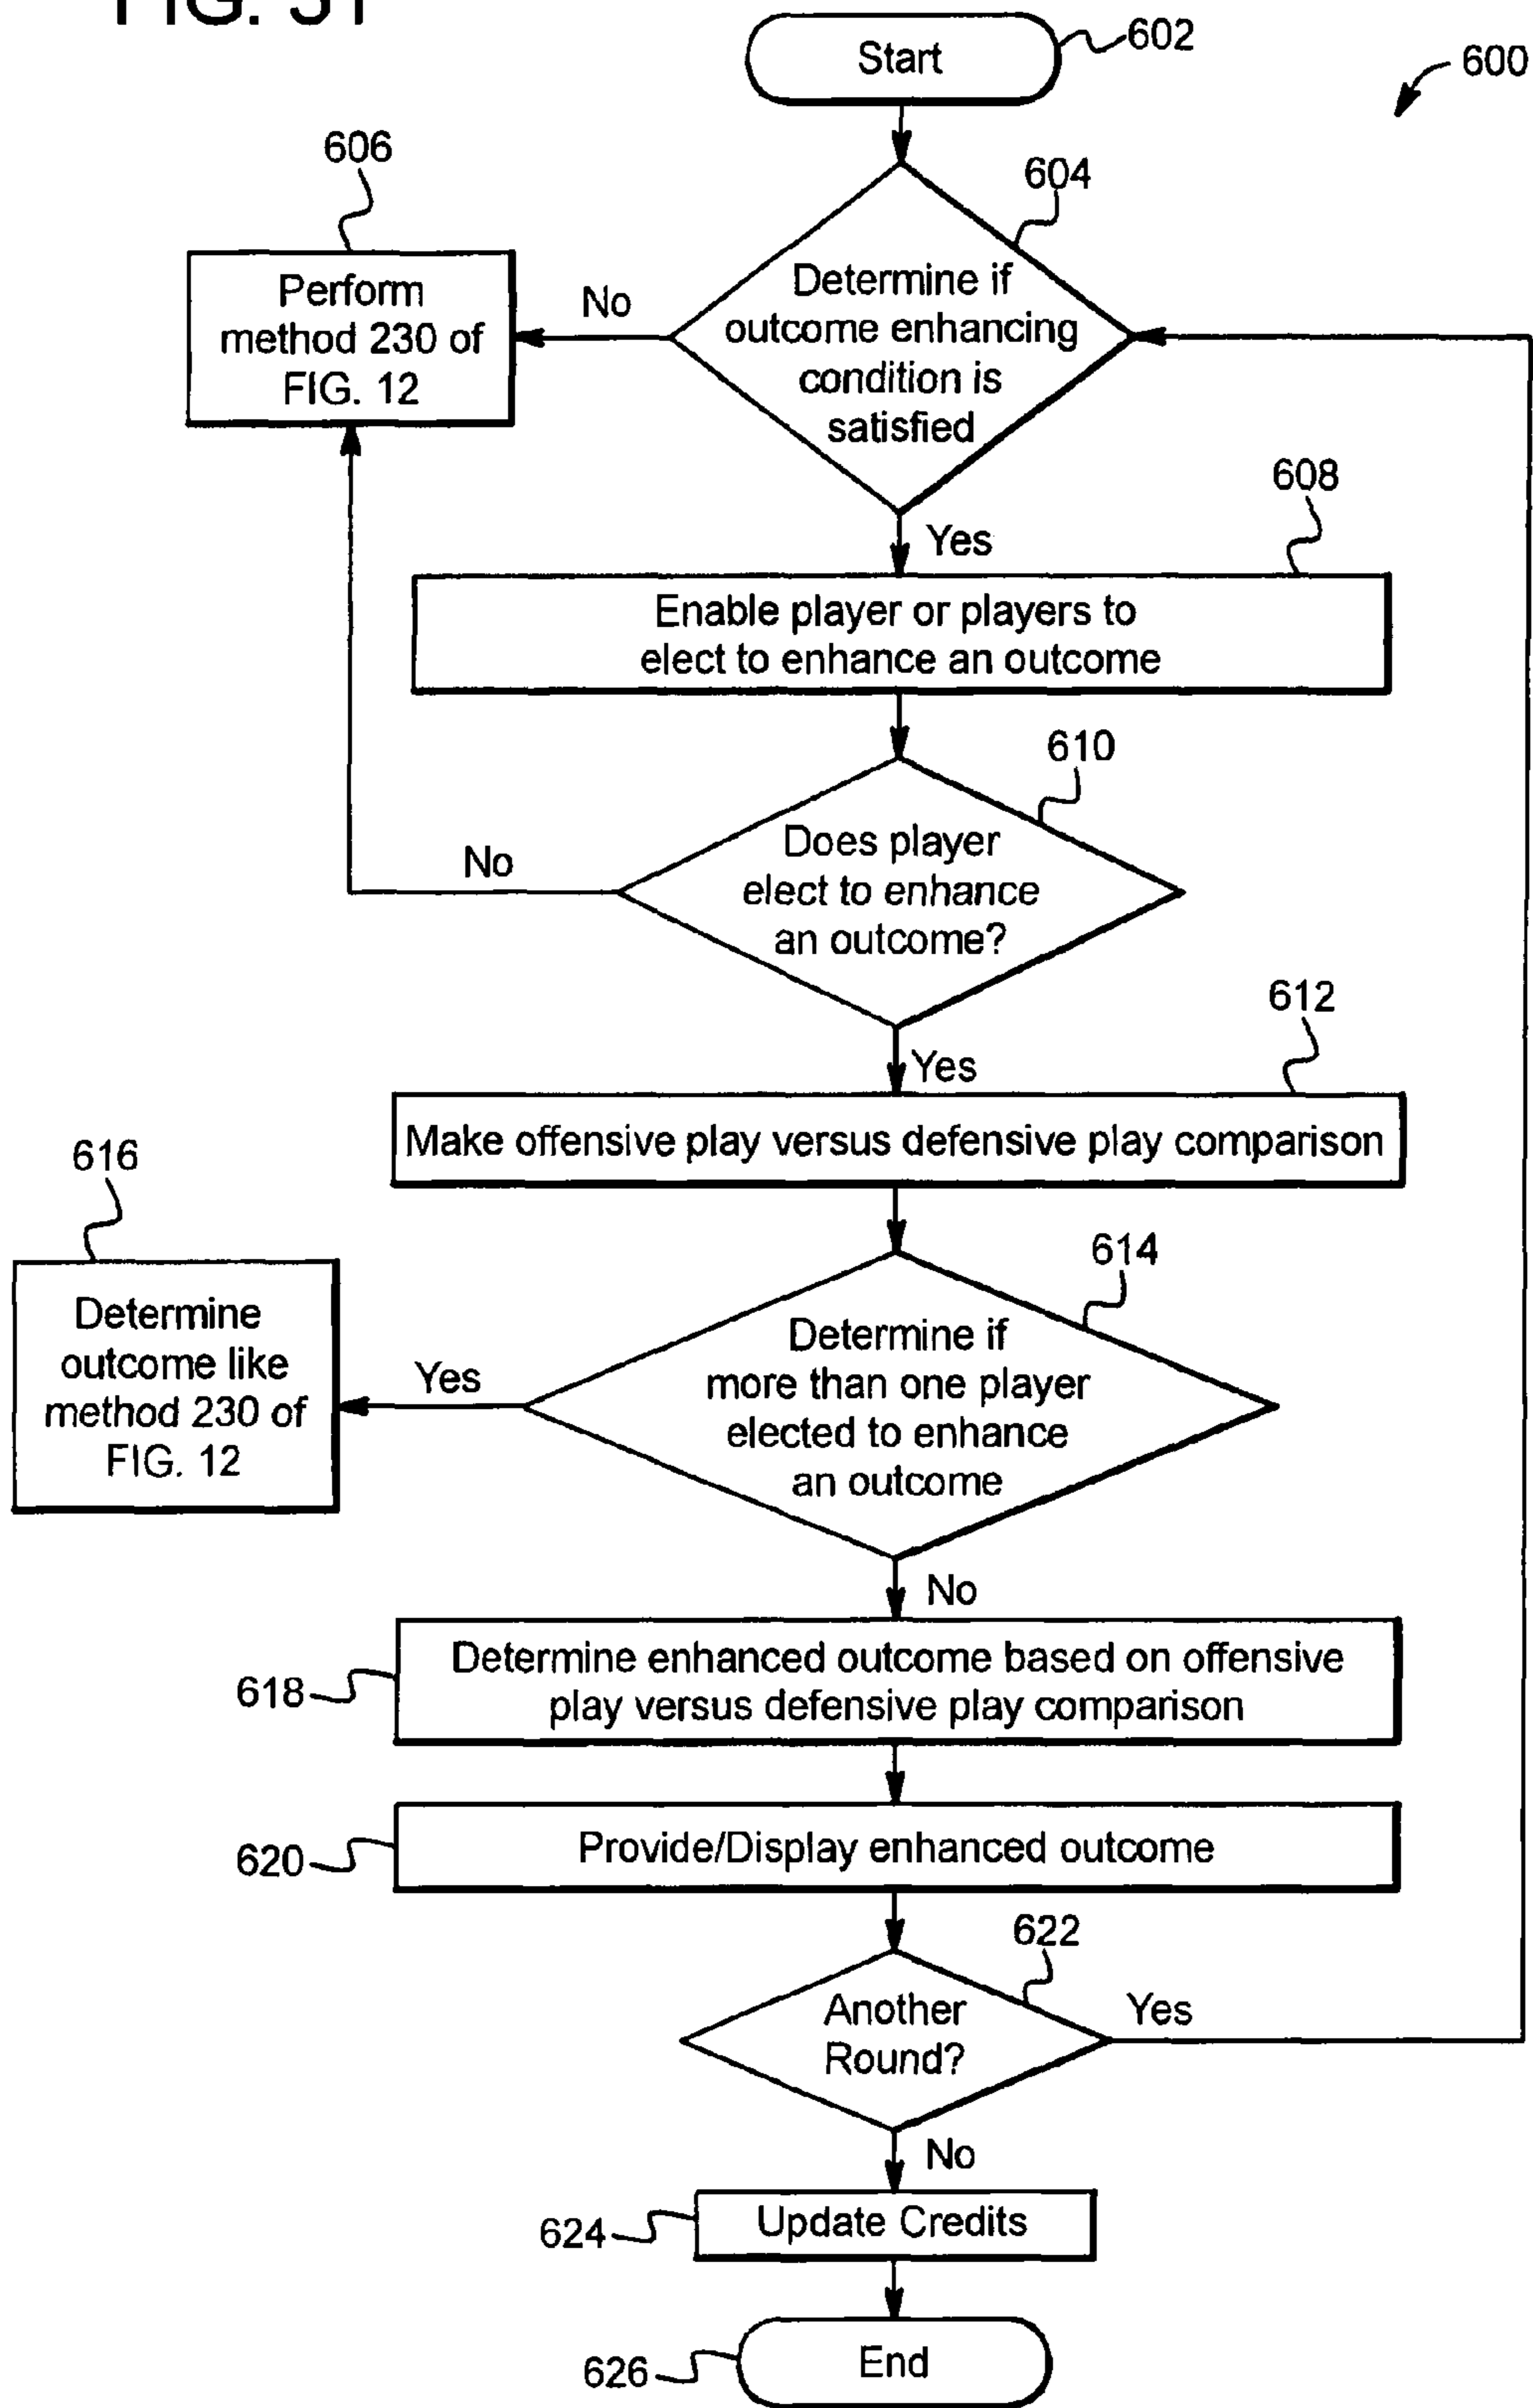 FIG. 31
Start
602
600
606
604
Perform
method 230 of
FIG. 12
No
Determine if
outcome enhancing
condition is
satisfied
Yes
608
Enable player or players to
elect to enhance an outcome
610
No
Does player
elect to enhance
an outcome?
612
Yes
Make offensive play versus defensive play comparison
616
614
Determine
outcome like
method 230 of
FIG. 12
Yes
Determine if
more than one player
elected to enhance
an outcome
No
618
Determine enhanced outcome based on offensive
play versus defensive play comparison
620
Provide/Display enhanced outcome
622
Another
Round?
Yes
No
624
Update Credits
626
End